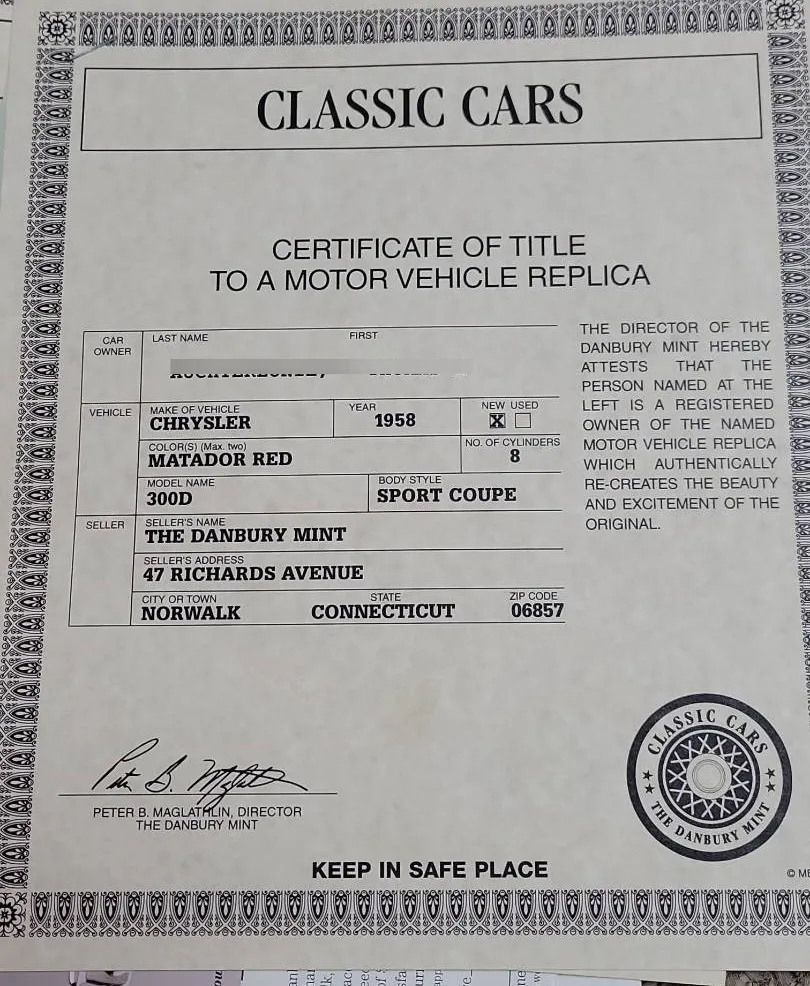 CLASSIC CARS
CERTIFICATE OF TITLE
TO A MOTOR VEHICLE REPLICA
CAR OWNER
LAST NAME FIRST
VEHICLE
MAKE OF VEHICLE YEAR NEW USED
CHRYSLER 1958 X
COLOR(S) (Max. two) NO. OF CYLINDERS
MATADOR RED 8
MODEL NAME BODY STYLE
300D SPORT COUPE
SELLER
SELLER'S NAME
THE DANBURY MINT
SELLER'S ADDRESS
47 RICHARDS AVENUE
CITY OR TOWN STATE ZIP CODE
NORWALK CONNECTICUT 06857
THE DIRECTOR OF THE
DANBURY MINT HEREBY
ATTESTS THAT THE
PERSON NAMED AT THE
LEFT IS A REGISTERED
OWNER OF THE NAMED
MOTOR VEHICLE REPLICA
WHICH AUTHENTICALLY
RE-CREATES THE BEAUTY
AND EXCITEMENT OF THE
ORIGINAL.
PETER B. MAGLATHLIN, DIRECTOR
THE DANBURY MINT
CLASSIC CARS
THE DANBURY MINT
KEEP IN SAFE PLACE